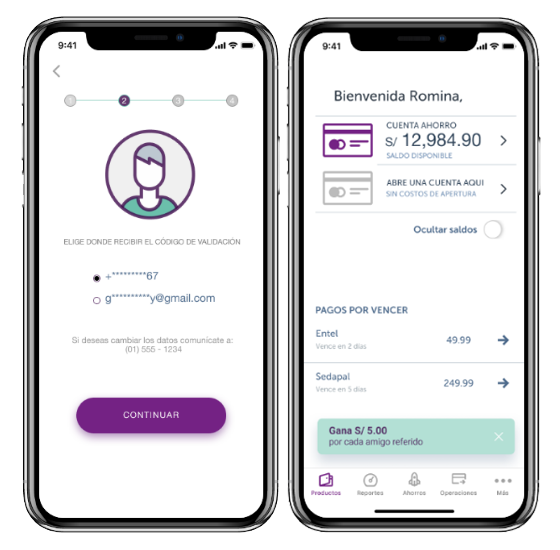 9:41
1
2
3
4
ELIGE DONDE RECIBIR EL CÓDIGO DE VALIDACIÓN
+*********67
g**********y@gmail.com
Si deseas cambiar los datos comunícate a:
(01) 555 - 1234
CONTINUAR
9:41
Bienvenida Romina,
CUENTA AHORRO
S/ 12,984.90
SALDO DISPONIBLE
ABRE UNA CUENTA AQUI
SIN COSTOS DE APERTURA
Ocultar saldos
PAGOS POR VENCER
Entel
Vence en 2 días
49.99
Sedapal
Vence en 5 días
249.99
Gana S/ 5.00
por cada amigo referido
Productos Reportes Ahorros Operaciones Más